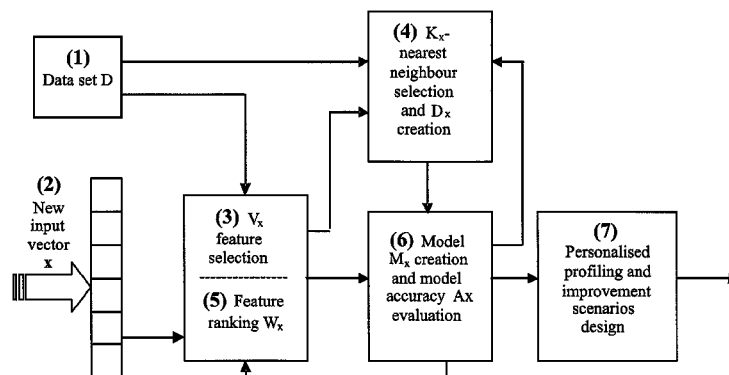 (1)
Data set D
(2)
New
input
vector
x
(3) Vx
feature
selection
(5) Feature
ranking Wx
(4) Kx-
nearest
neighbour
selection
and Dx
creation
(6) Model
Mx creation
and model
accuracy Ax
evaluation
(7)
Personalised
profiling and
improvement
scenarios
design